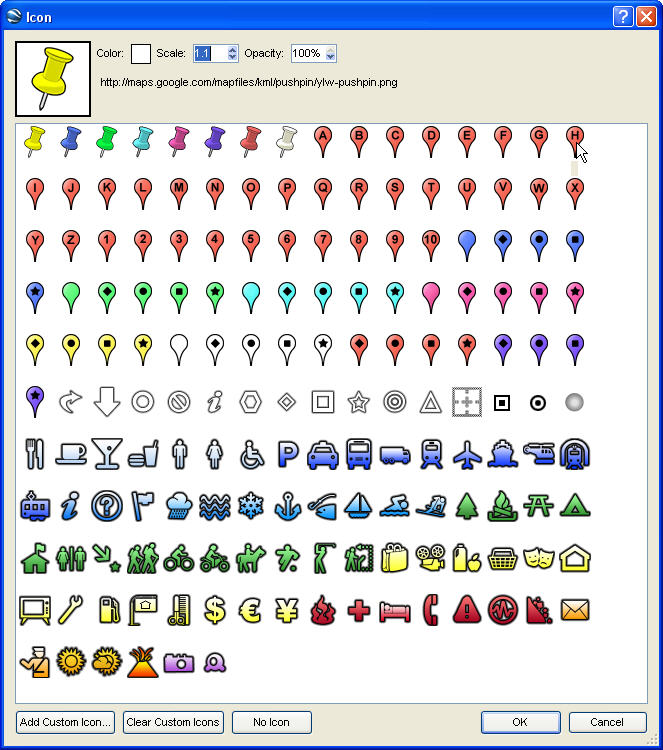 Icon
Color: Scale: 1.1 Opacity: 100%
http://maps.google.com/mapfiles/kml/pushpin/ylw-pushpin.png
A B C D E F G H
I J K L M N O P Q R S T U V W X
Y Z 1 2 3 4 5 6 7 8 9 10
i
P
i ?
$ € ¥
Add Custom Icon... Clear Custom Icons No Icon OK Cancel